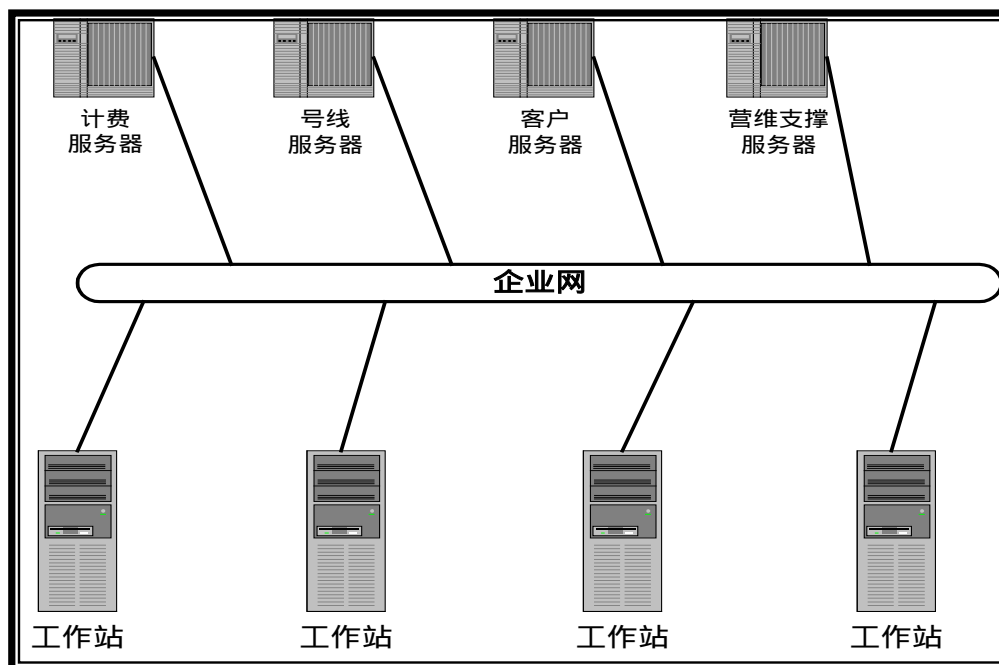 计费
服务器
号线
服务器
客户
服务器
营维支撑
服务器
企业网
工作站
工作站
工作站
工作站